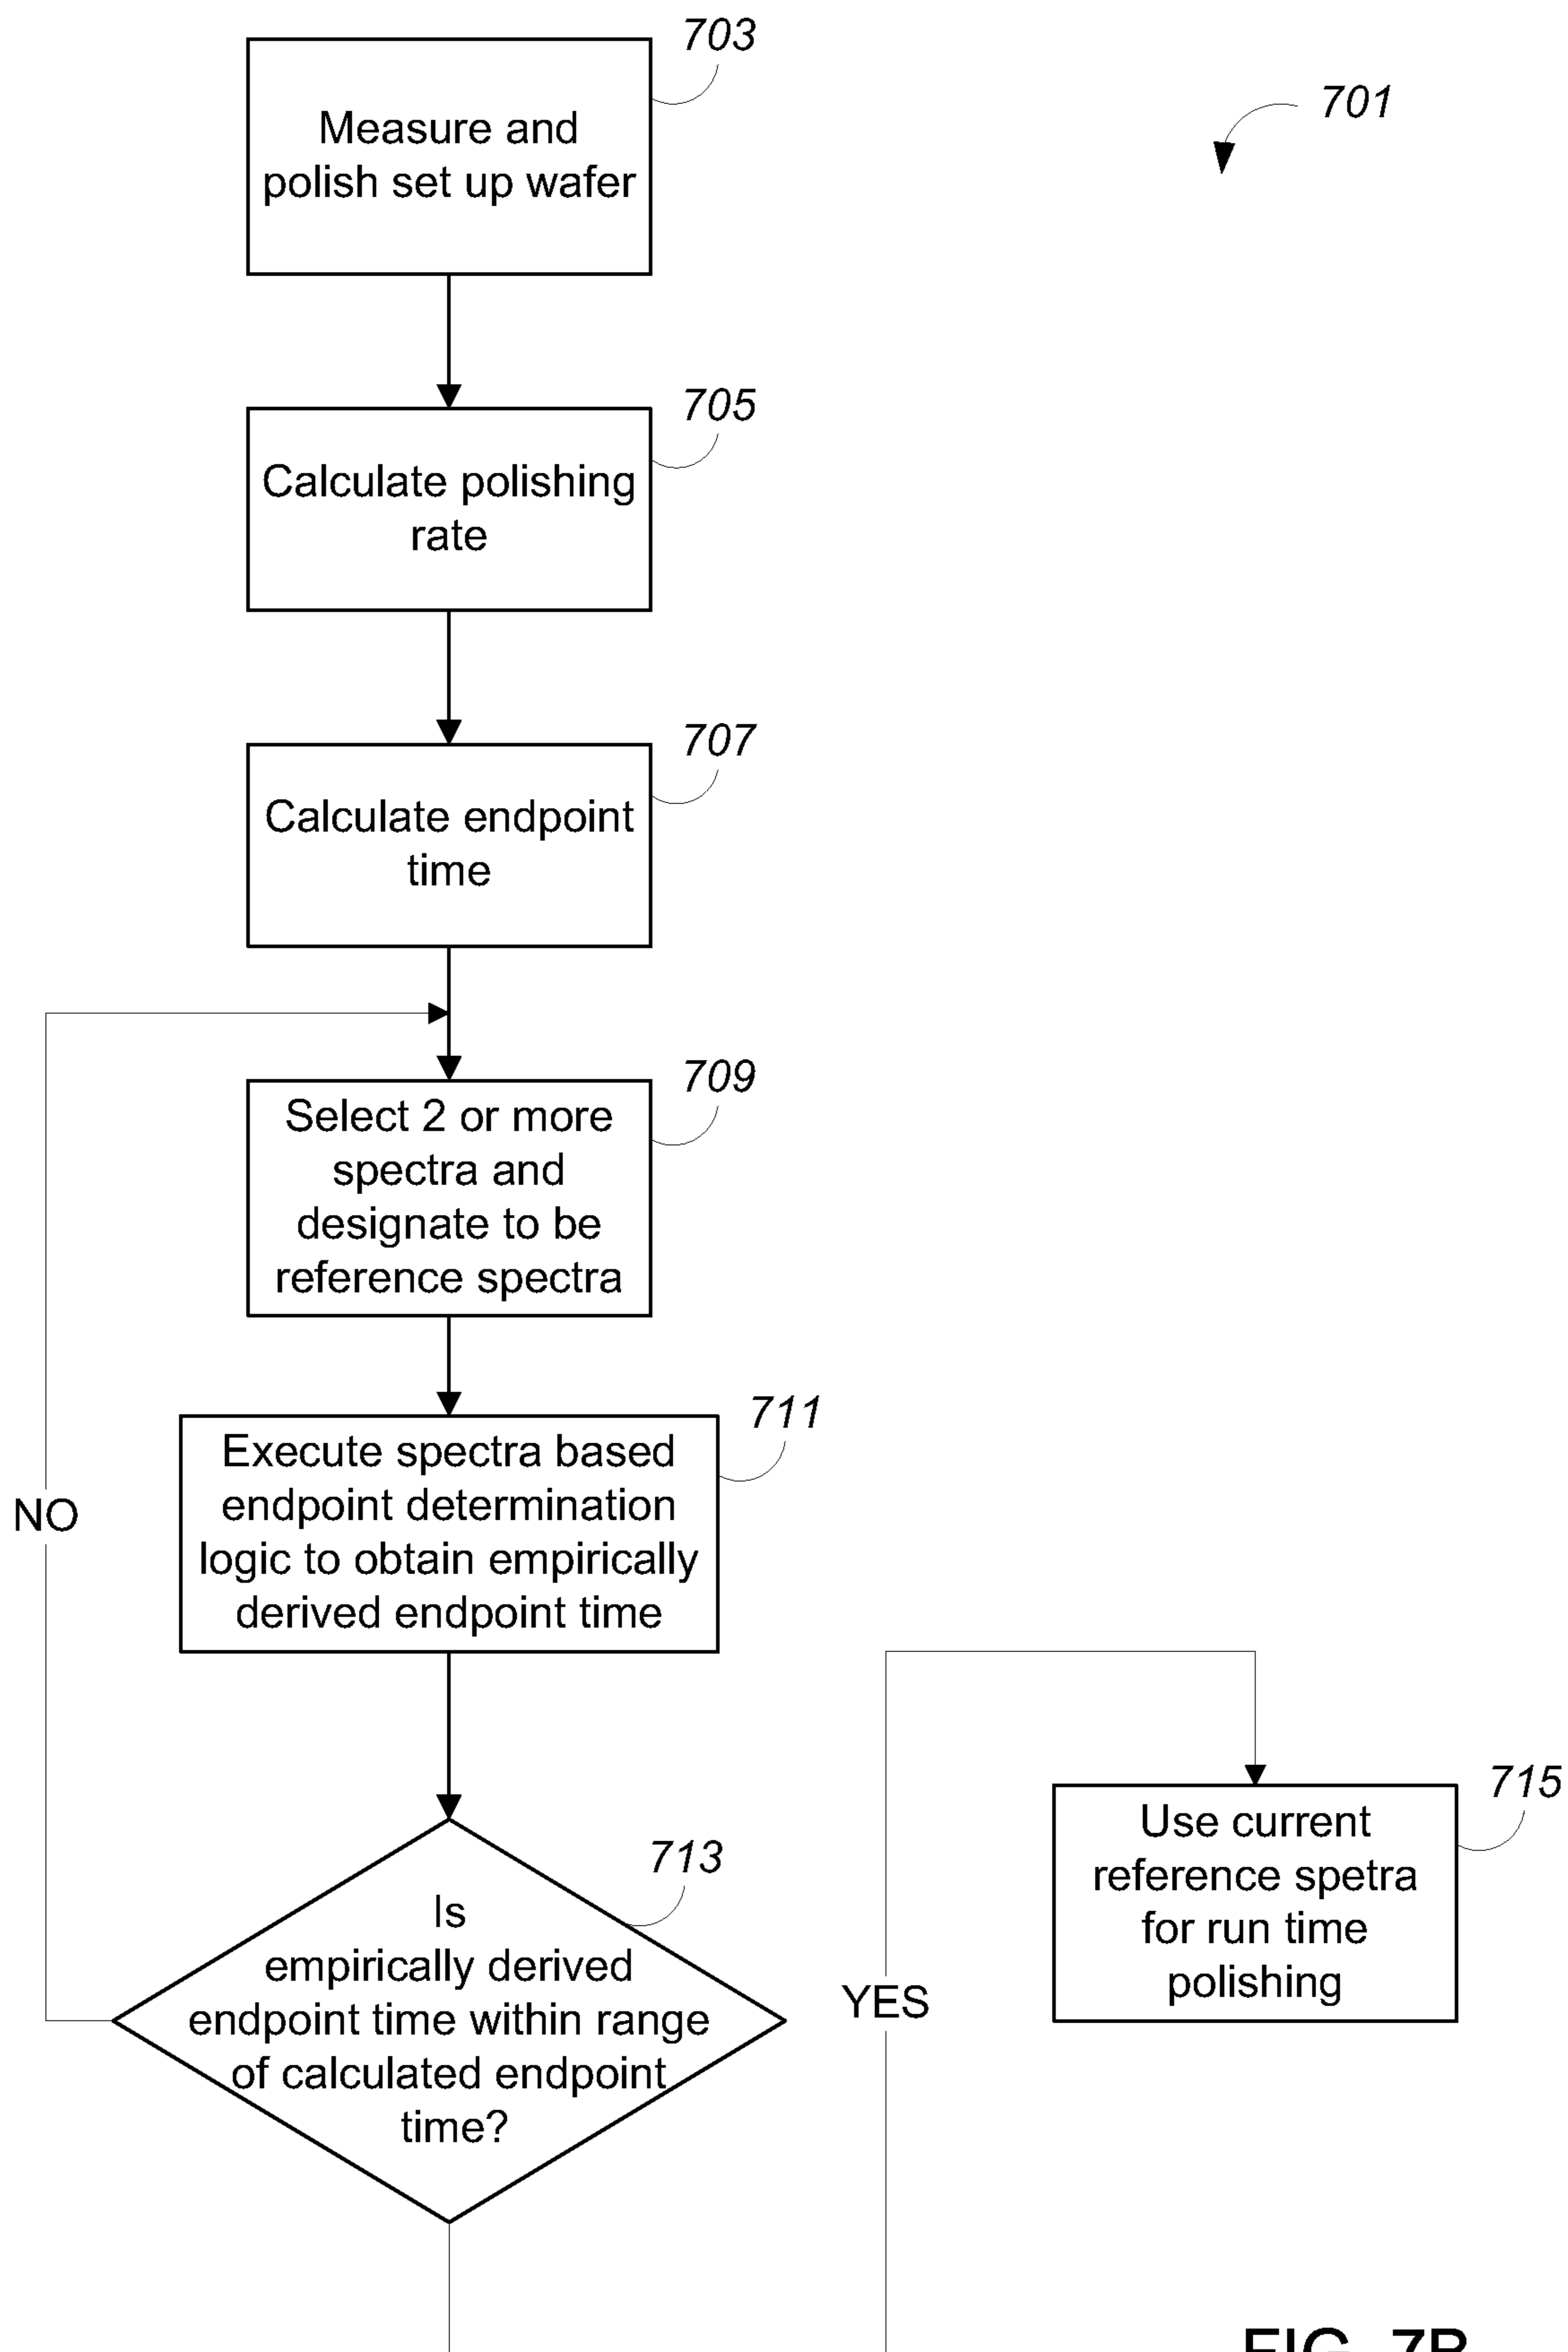 703
701
Measure and
polish set up wafer
705
Calculate polishing
rate
707
Calculate endpoint
time
709
Select 2 or more
spectra and
designate to be
reference spectra
711
Execute spectra based
endpoint determination
logic to obtain empirically
derived endpoint time
NO
713
Is
empirically derived
endpoint time within range
of calculated endpoint
time?
YES
715
Use current
reference spetra
for run time
polishing
FIG. 7B